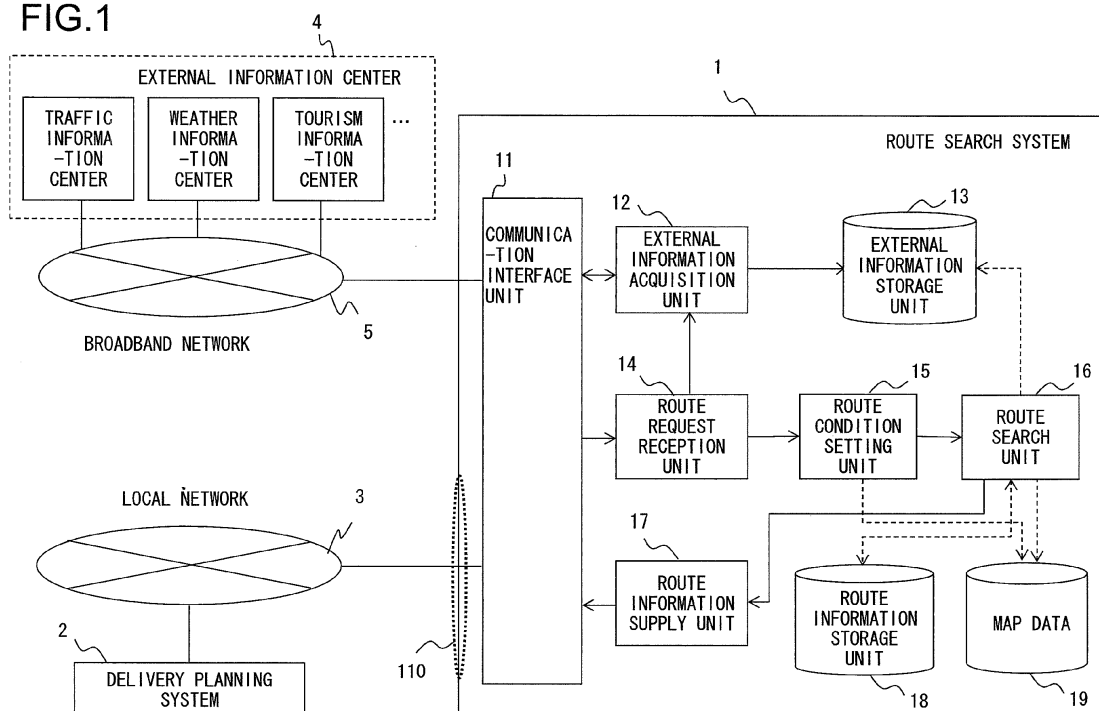 FIG.1
4
EXTERNAL INFORMATION CENTER
TRAFFIC
INFORMA
-TION
CENTER
WEATHER
INFORMA
-TION
CENTER
TOURISM
INFORMA
-TION
CENTER
...
5
BROADBAND NETWORK
LOCAL NETWORK
3
2
DELIVERY PLANNING
SYSTEM
110
1
ROUTE SEARCH SYSTEM
11
COMMUNICA
-TION
INTERFACE
UNIT
12
EXTERNAL
INFORMATION
ACQUISITION
UNIT
13
EXTERNAL
INFORMATION
STORAGE
UNIT
14
ROUTE
REQUEST
RECEPTION
UNIT
15
ROUTE
CONDITION
SETTING
UNIT
16
ROUTE
SEARCH
UNIT
17
ROUTE
INFORMATION
SUPPLY UNIT
ROUTE
INFORMATION
STORAGE
UNIT
18
MAP DATA
19